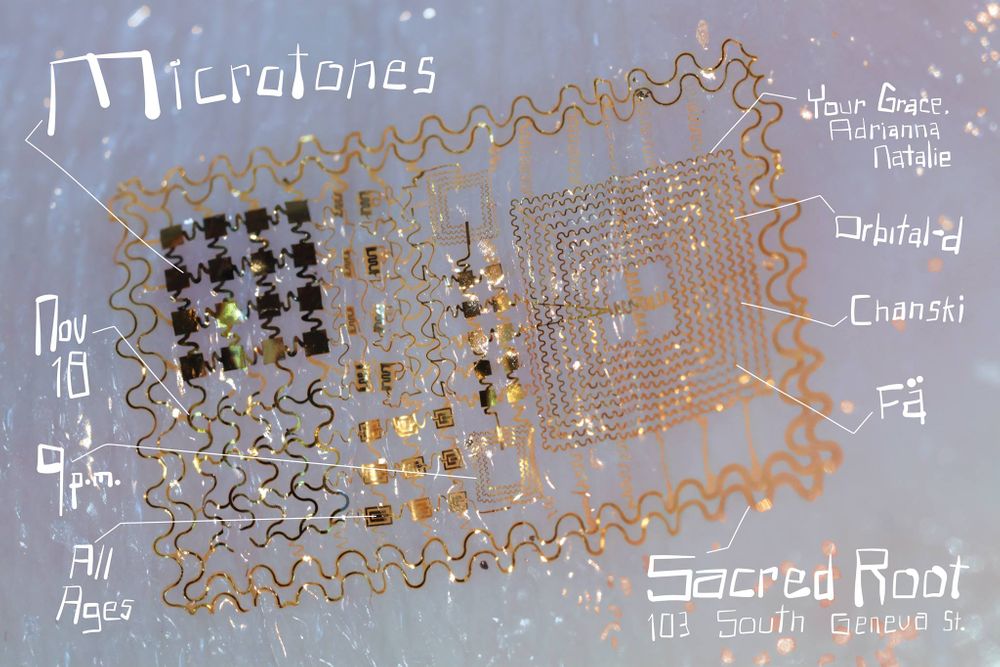 Microtones
Nov
18
9p.m.
All
Ages
Your Grace,
Adrianna
Natalie
Orbital-d
Chanski
Fä
Sacred Root
103 South Geneva St.